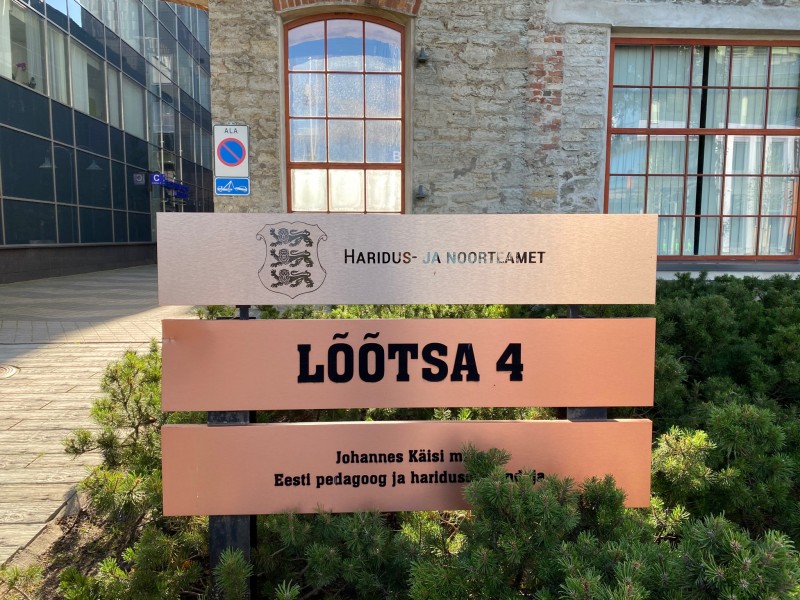 ALA
C
HARIDUS- JA NOORTEAMET
LÕÕTSA 4
Johannes Käisi
Eesti pedagoog ja